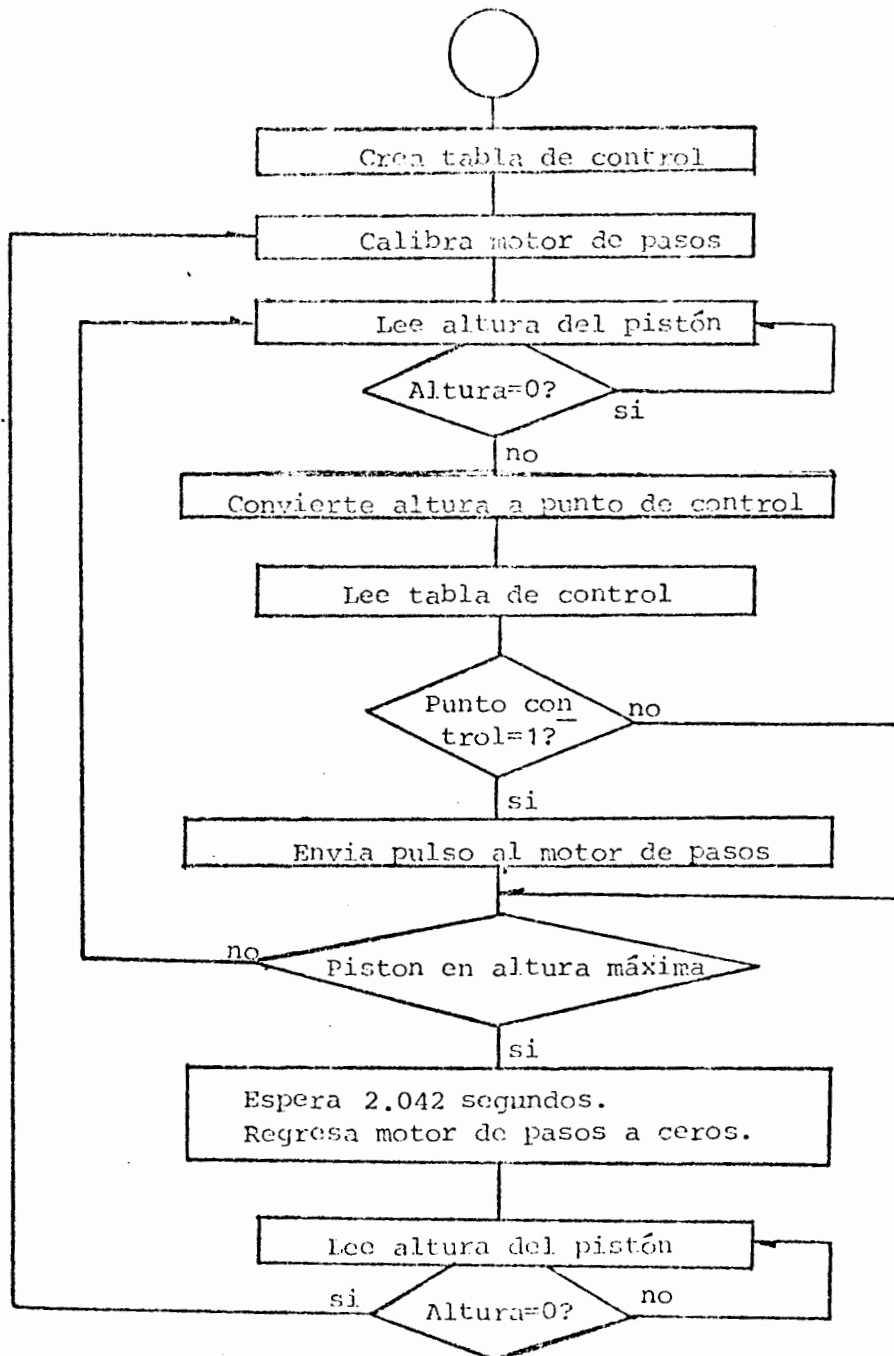 Crea tabla de control
Calibra motor de pasos
Lee altura del pistón
Altura=0?
si
no
Convierte altura a punto de control
Lee tabla de control
Punto con
trol=1?
no
si
Envia pulso al motor de pasos
no
Piston en altura máxima
si
Espera 2.042 segundos.
Regresa motor de pasos a ceros.
Lee altura del pistón
si
Altura=0?
no